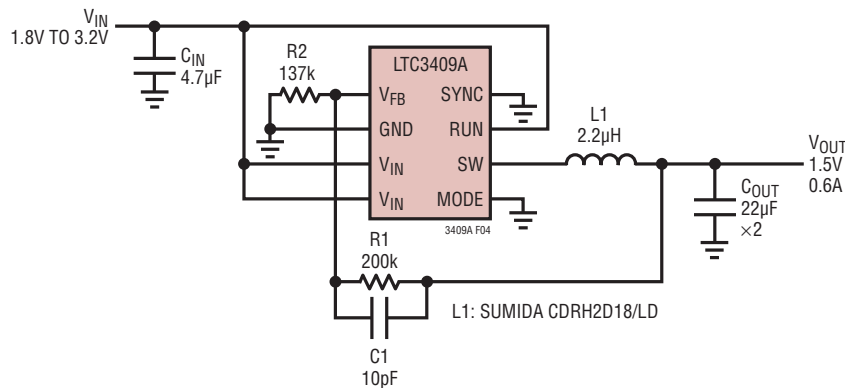 VIN
1.8V TO 3.2V
CIN
4.7µF
R2
137k
LTC3409A
VFB
GND
VIN
VIN
SYNC
RUN
SW
MODE
3409A F04
L1
2.2µH
VOUT
1.5V
0.6A
COUT
22µF
×2
R1
200k
C1
10pF
L1: SUMIDA CDRH2D18/LD